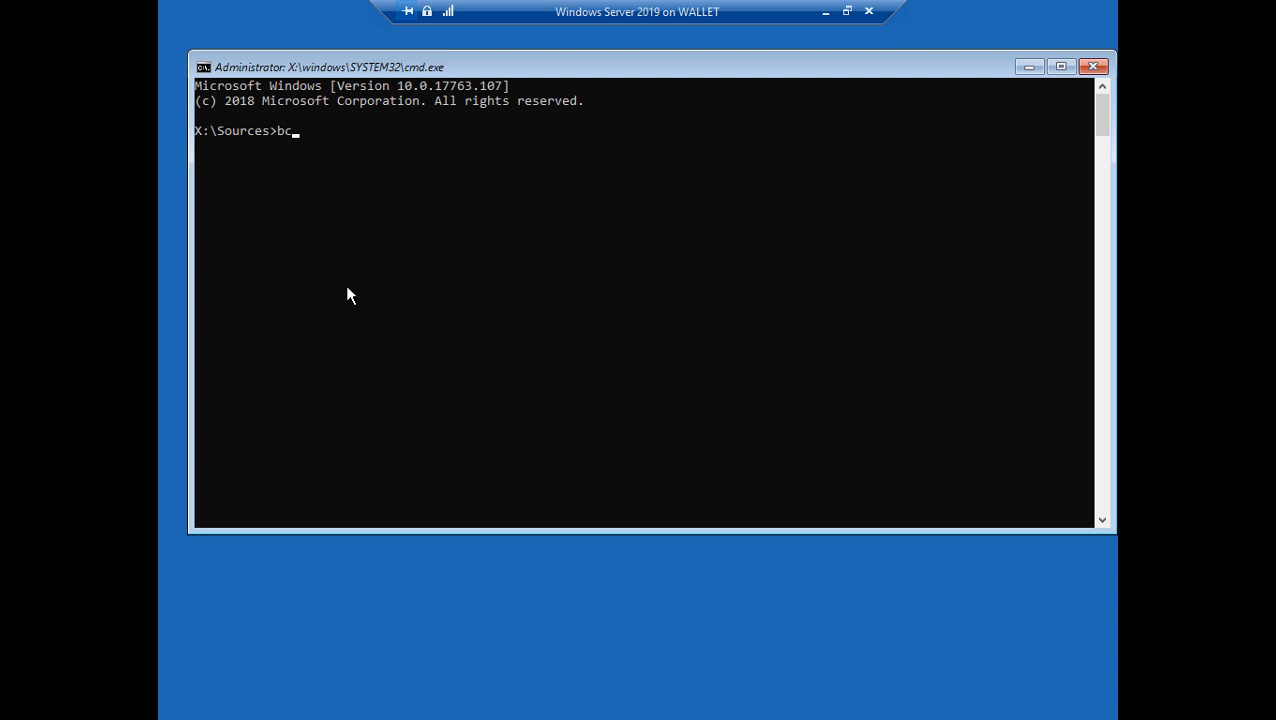 Windows Server 2019 on WALLET
Administrator: X:\windows\SYSTEM32\cmd.exe
Microsoft Windows [Version 10.0.17763.107]
(c) 2018 Microsoft Corporation. All rights reserved.
X:\Sources>bc_